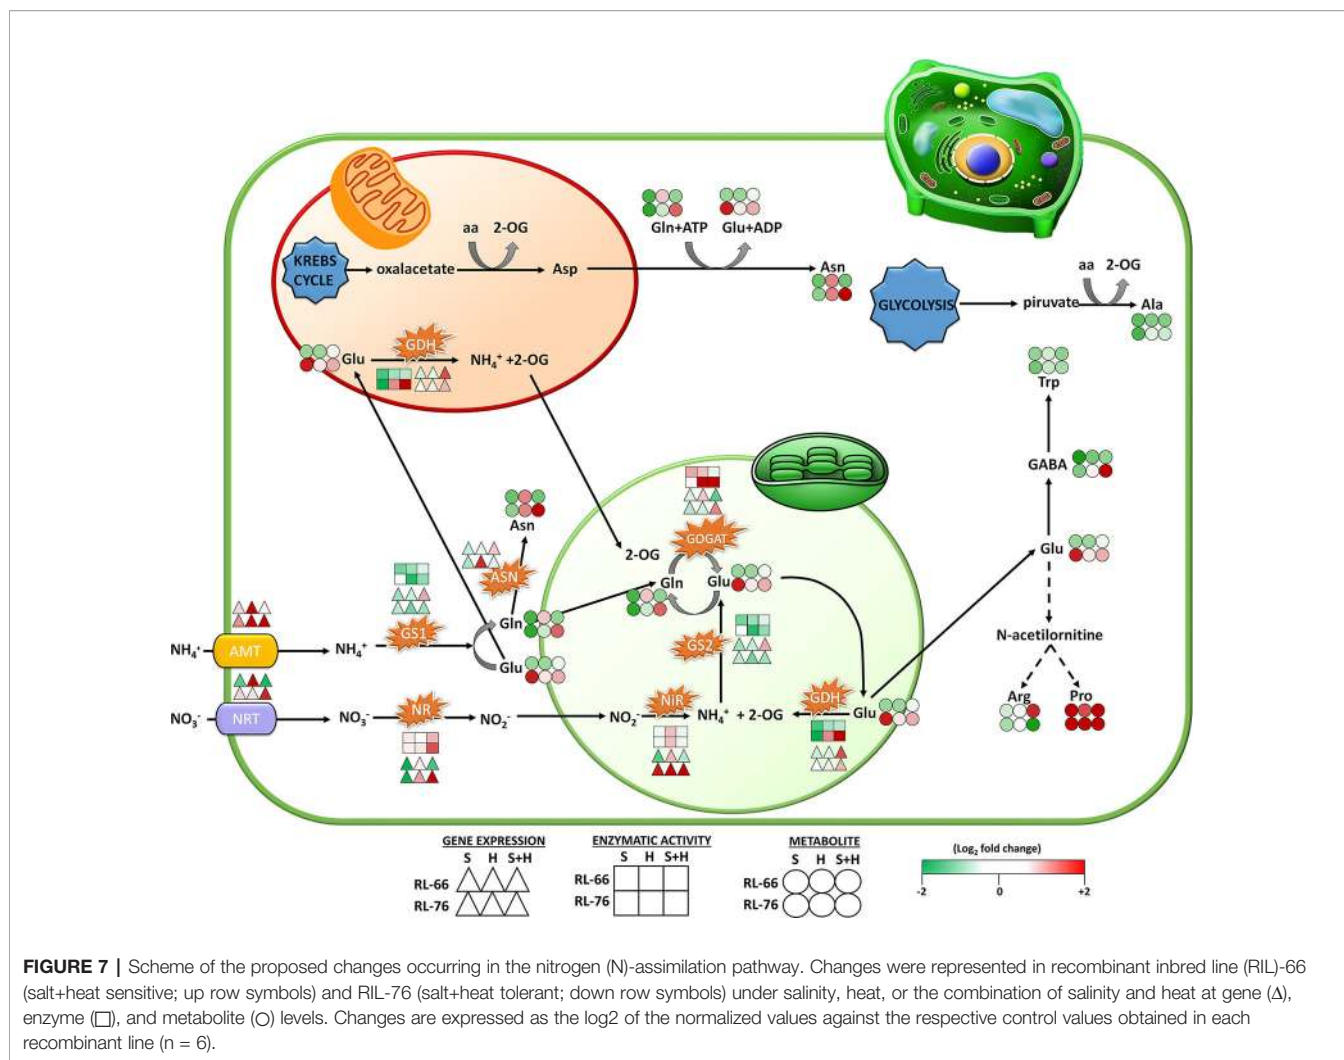 Gln+ATP Glu+ADP
aa 2-OG
KREBS
CYCLE
oxalacetate
Asp
Asn
aa 2-OG
GLYCOLYSIS
piruvate
Ala
Glu
GDH
NH₄⁺ +2-OG
Trp
GABA
Asn
ASN
2-OG
GOGAT
Gln
Glu
Glu
GS1
Gln
GS2
N-acetilornitine
NH₄⁺
AMT
NH₄⁺
Glu
Arg
Pro
NO₃⁻
NRT
NO₃⁻
NR
NO₂⁻
NO₂⁻
NiR
NH₄⁺ + 2-OG
GDH
Glu
GENE EXPRESSION
S H S+H
RL-66
RL-76
ENZYMATIC ACTIVITY
S H S+H
RL-66
RL-76
METABOLITE
S H S+H
RL-66
RL-76
(Log₂ fold change)
-2 0 +2
FIGURE 7 | Scheme of the proposed changes occurring in the nitrogen (N)-assimilation pathway. Changes were represented in recombinant inbred line (RIL)-66
(salt+heat sensitive; up row symbols) and RIL-76 (salt+heat tolerant; down row symbols) under salinity, heat, or the combination of salinity and heat at gene (Δ),
enzyme (□), and metabolite (○) levels. Changes are expressed as the log2 of the normalized values against the respective control values obtained in each
recombinant line (n = 6).